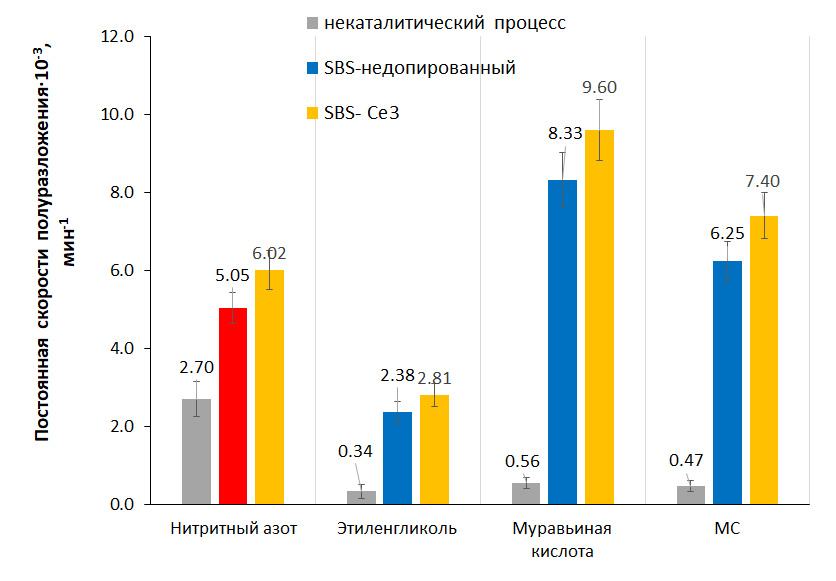 некаталитический процесс
SBS-недопированный
SBS- Ce3
Постоянная скорости полуразложения·10⁻³,
мин⁻¹
12.0
10.0
8.0
6.0
4.0
2.0
0.0
2.70
5.05
6.02
0.34
2.38
2.81
0.56
8.33
9.60
0.47
6.25
7.40
Нитритный азот
Этиленгликоль
Муравьиная
кислота
МС